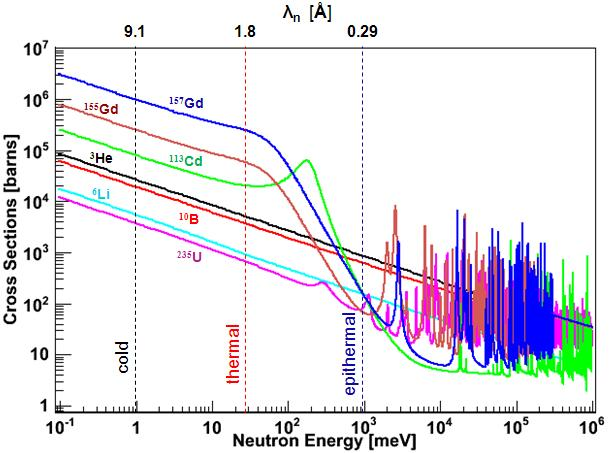 λn [Å]
9.1 1.8 0.29
10^7
10^6
10^5
10^4
10^3
10^2
10
1
Cross Sections [barns]
157Gd
155Gd
113Cd
3He
6Li
10B
235U
cold
thermal
epithermal
10^-1 1 10 10^2 10^3 10^4 10^5 10^6
Neutron Energy [meV]